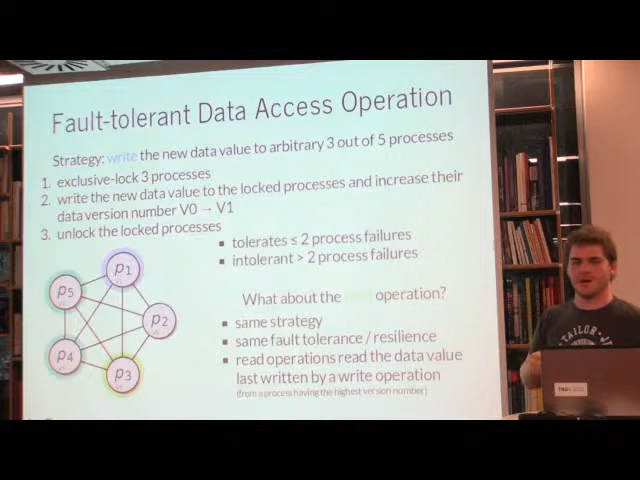 Fault-tolerant Data Access Operation
Strategy: write the new data value to arbitrary 3 out of 5 processes
1. exclusive-lock 3 processes
2. write the new data value to the locked processes and increase their
data version number V0 → V1
3. unlock the locked processes
▪ tolerates ≤ 2 process failures
▪ intolerant > 2 process failures
p1
p5
p2
p4
p3
What about the read operation?
▪ same strategy
▪ same fault tolerance / resilience
▪ read operations read the data value
last written by a write operation
(from a process having the highest version number)
TAILOR